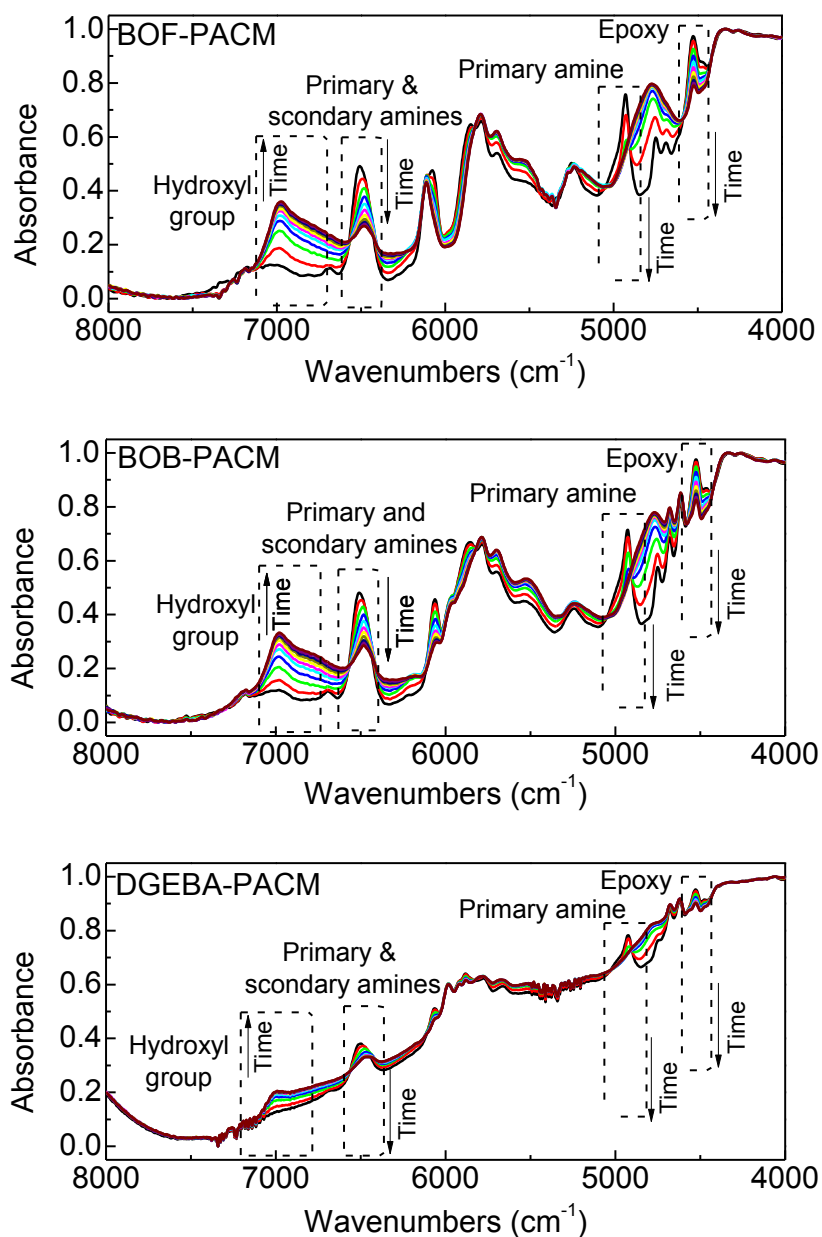 BOF-PACM
Epoxy
Primary &
scondary amines
Primary amine
Hydroxyl
group
Time
Time
Time
Time
Absorbance
1.0
0.8
0.6
0.4
0.2
0.0
8000 7000 6000 5000 4000
Wavenumbers (cm-1)
BOB-PACM
Epoxy
Primary and
scondary amines
Primary amine
Hydroxyl
group
Time
Time
Time
Time
Absorbance
1.0
0.8
0.6
0.4
0.2
0.0
8000 7000 6000 5000 4000
Wavenumbers (cm-1)
DGEBA-PACM
Epoxy
Primary amine
Primary &
scondary amines
Hydroxyl
group
Time
Time
Time
Time
Absorbance
1.0
0.8
0.6
0.4
0.2
0.0
8000 7000 6000 5000 4000
Wavenumbers (cm-1)